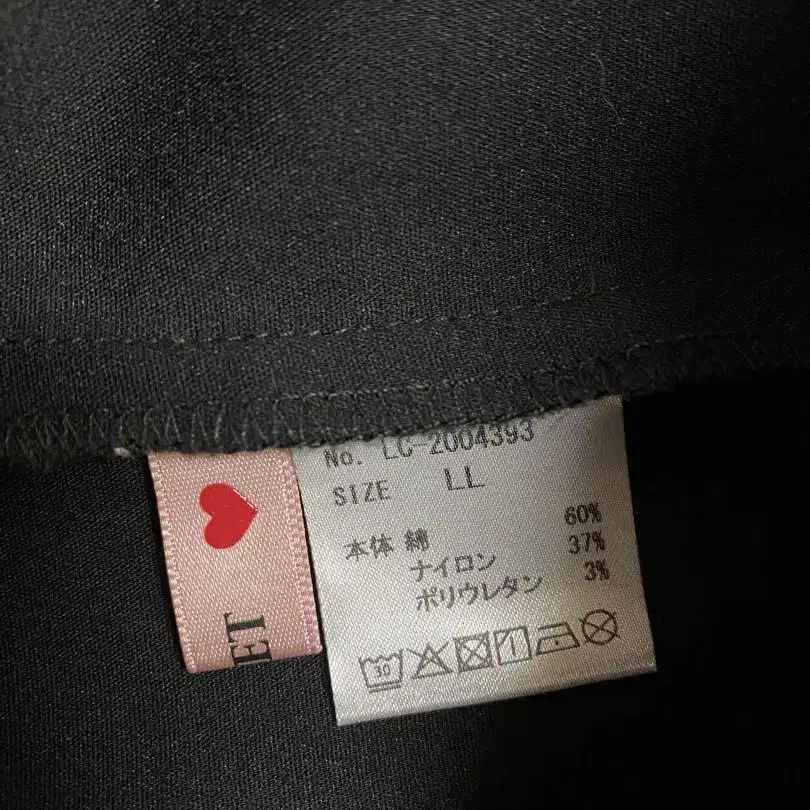 No. LC-2004393
SIZE LL
本体 綿 60%
ナイロン 37%
ポリウレタン 3%
30
ET